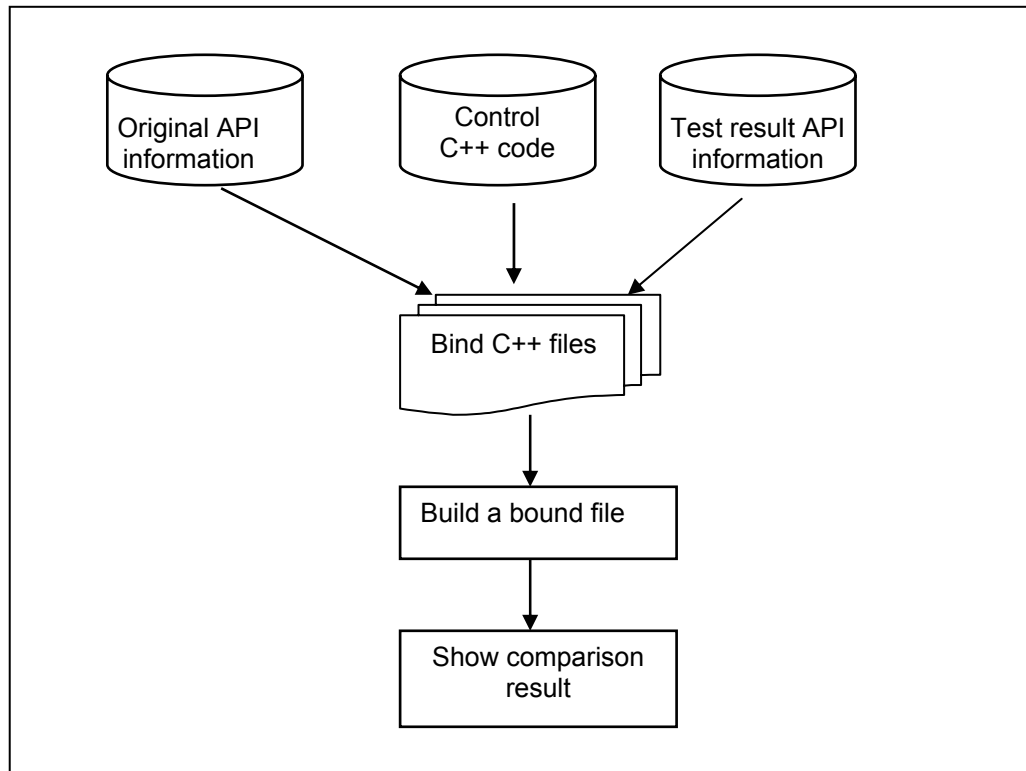 Original API
information
Control
C++ code
Test result API
information
Bind C++ files
Build a bound file
Show comparison
result